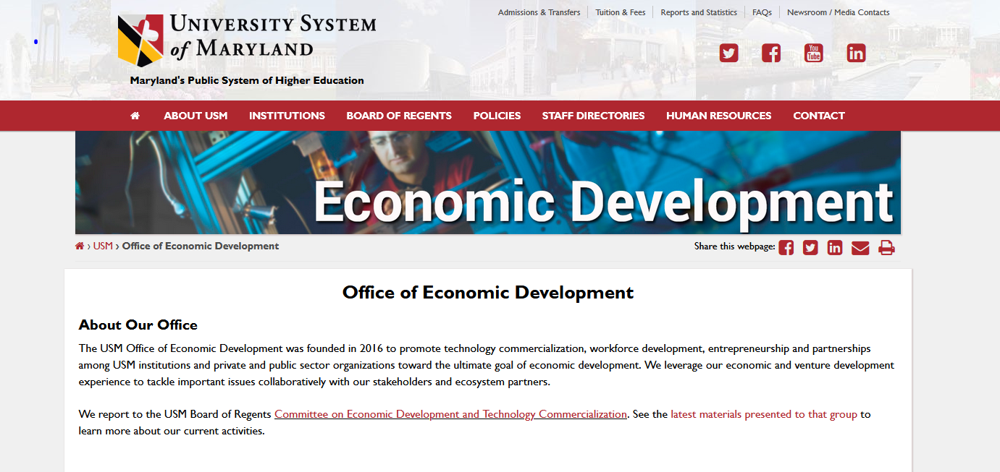 Admissions & Transfers
Tuition & Fees
Reports and Statistics
FAQs
Newsroom / Media Contacts
UNIVERSITY SYSTEM
of MARYLAND
Maryland's Public System of Higher Education
You
Tube
ABOUT USM
INSTITUTIONS
BOARD OF REGENTS
POLICIES
STAFF DIRECTORIES
HUMAN RESOURCES
CONTACT
Economic Development
› USM › Office of Economic Development
Share this webpage:
Office of Economic Development
About Our Office
The USM Office of Economic Development was founded in 2016 to promote technology commercialization, workforce development, entrepreneurship and partnerships
among USM institutions and private and public sector organizations toward the ultimate goal of economic development. We leverage our economic and venture development
experience to tackle important issues collaboratively with our stakeholders and ecosystem partners.
We report to the USM Board of Regents Committee on Economic Development and Technology Commercialization. See the latest materials presented to that group to
learn more about our current activities.